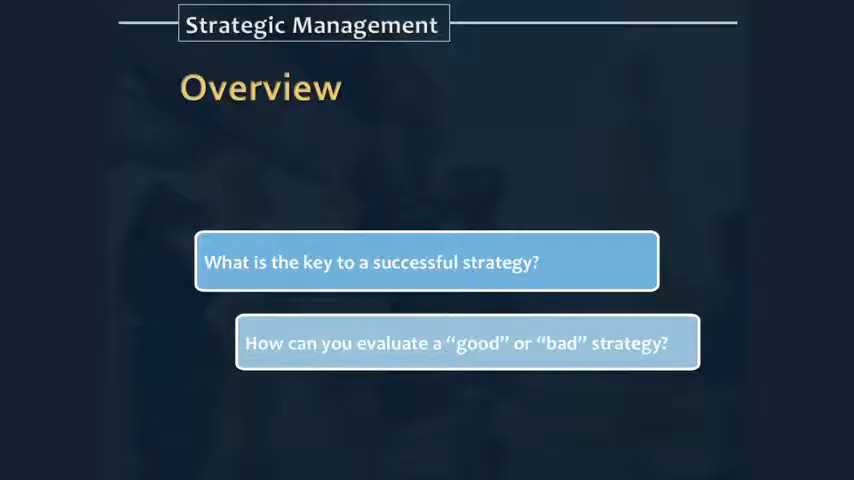 Strategic Management
Overview
What is the key to a successful strategy?
How can you evaluate a “good” or “bad” strategy?